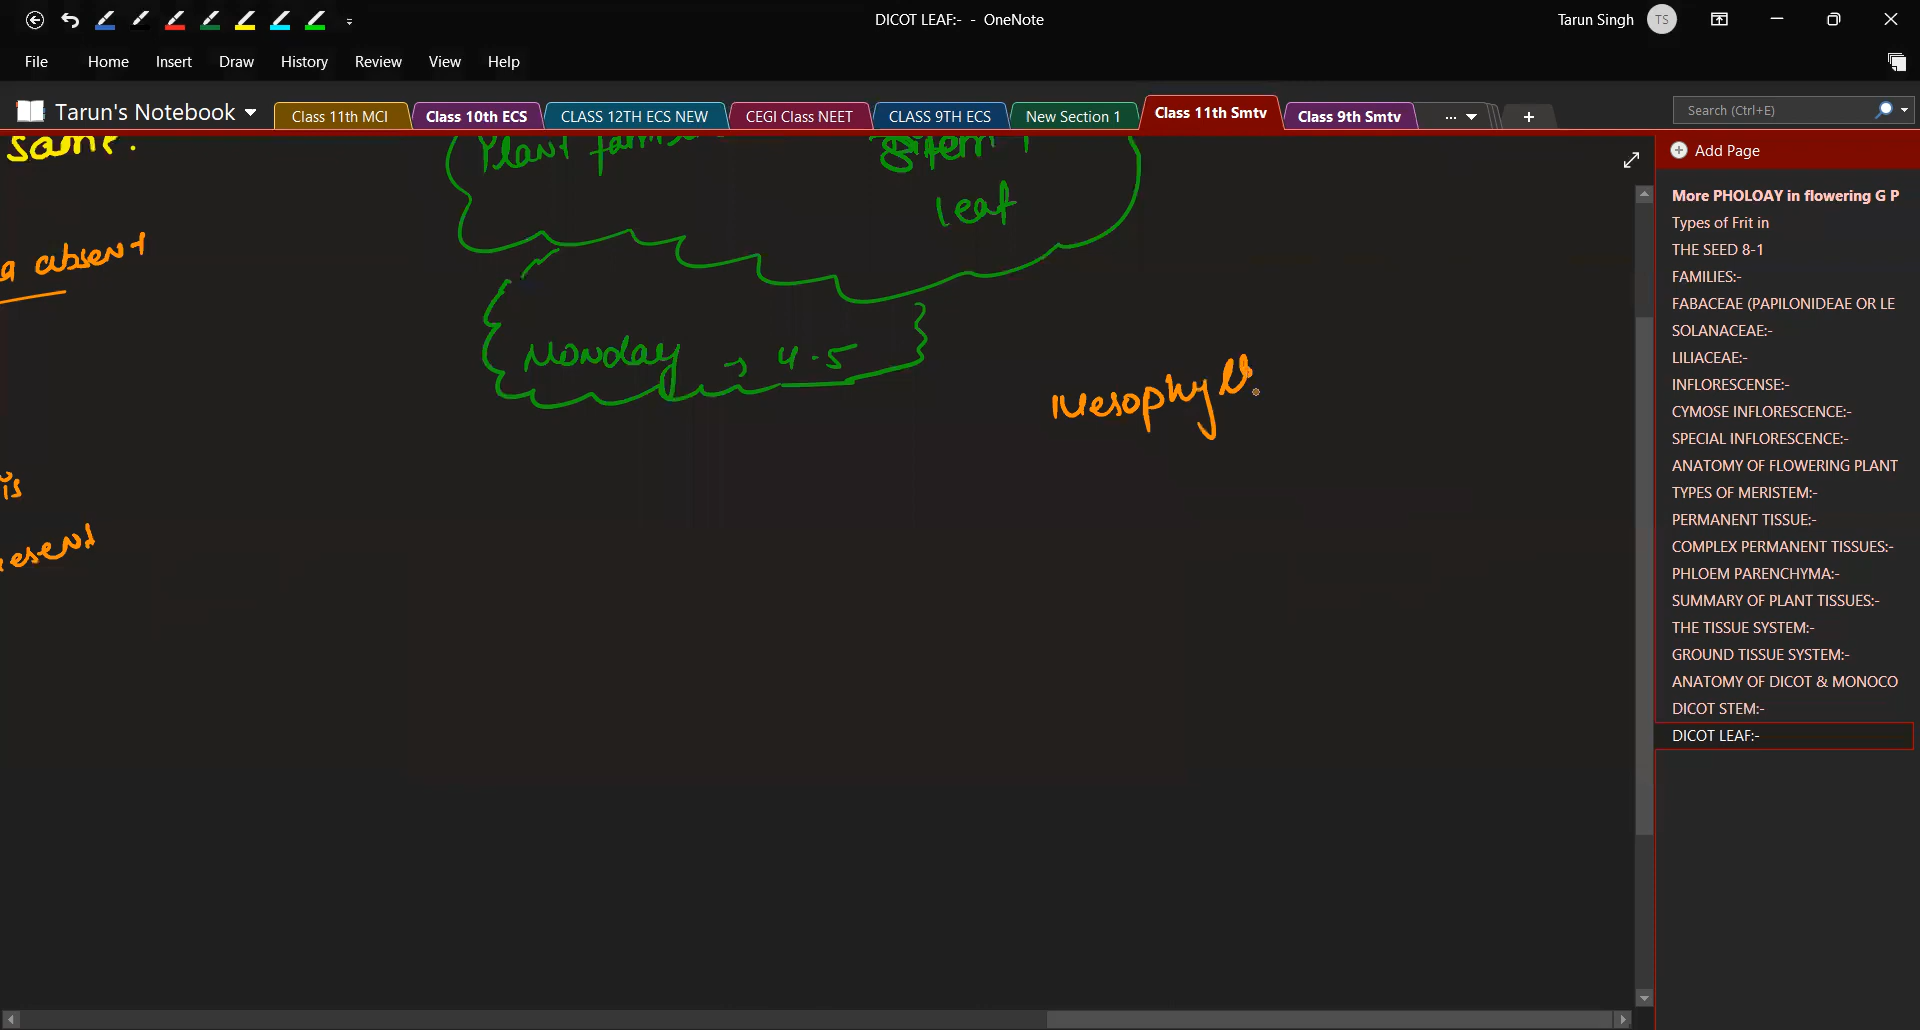 DICOT LEAF:- - OneNote
Tarun Singh
TS
File Home Insert Draw History Review View Help
Tarun's Notebook
Class 11th MCI
Class 10th ECS
CLASS 12TH ECS NEW
CEGI Class NEET
CLASS 9TH ECS
New Section 1
Class 11th Smtv
Class 9th Smtv
...
Search (Ctrl+E)
same.
Plant
leaf
a absent
Monday → 4-5
Mesophyll
is
esent
Add Page
More PHOLOAY in flowering G P
Types of Frit in
THE SEED 8-1
FAMILIES:-
FABACEAE (PAPILONIDEAE OR LE
SOLANACEAE:-
LILIACEAE:-
INFLORESCENSE:-
CYMOSE INFLORESCENCE:-
SPECIAL INFLORESCENCE:-
ANATOMY OF FLOWERING PLANT
TYPES OF MERISTEM:-
PERMANENT TISSUE:-
COMPLEX PERMANENT TISSUES:-
PHLOEM PARENCHYMA:-
SUMMARY OF PLANT TISSUES:-
THE TISSUE SYSTEM:-
GROUND TISSUE SYSTEM:-
ANATOMY OF DICOT & MONOCO
DICOT STEM:-
DICOT LEAF:-